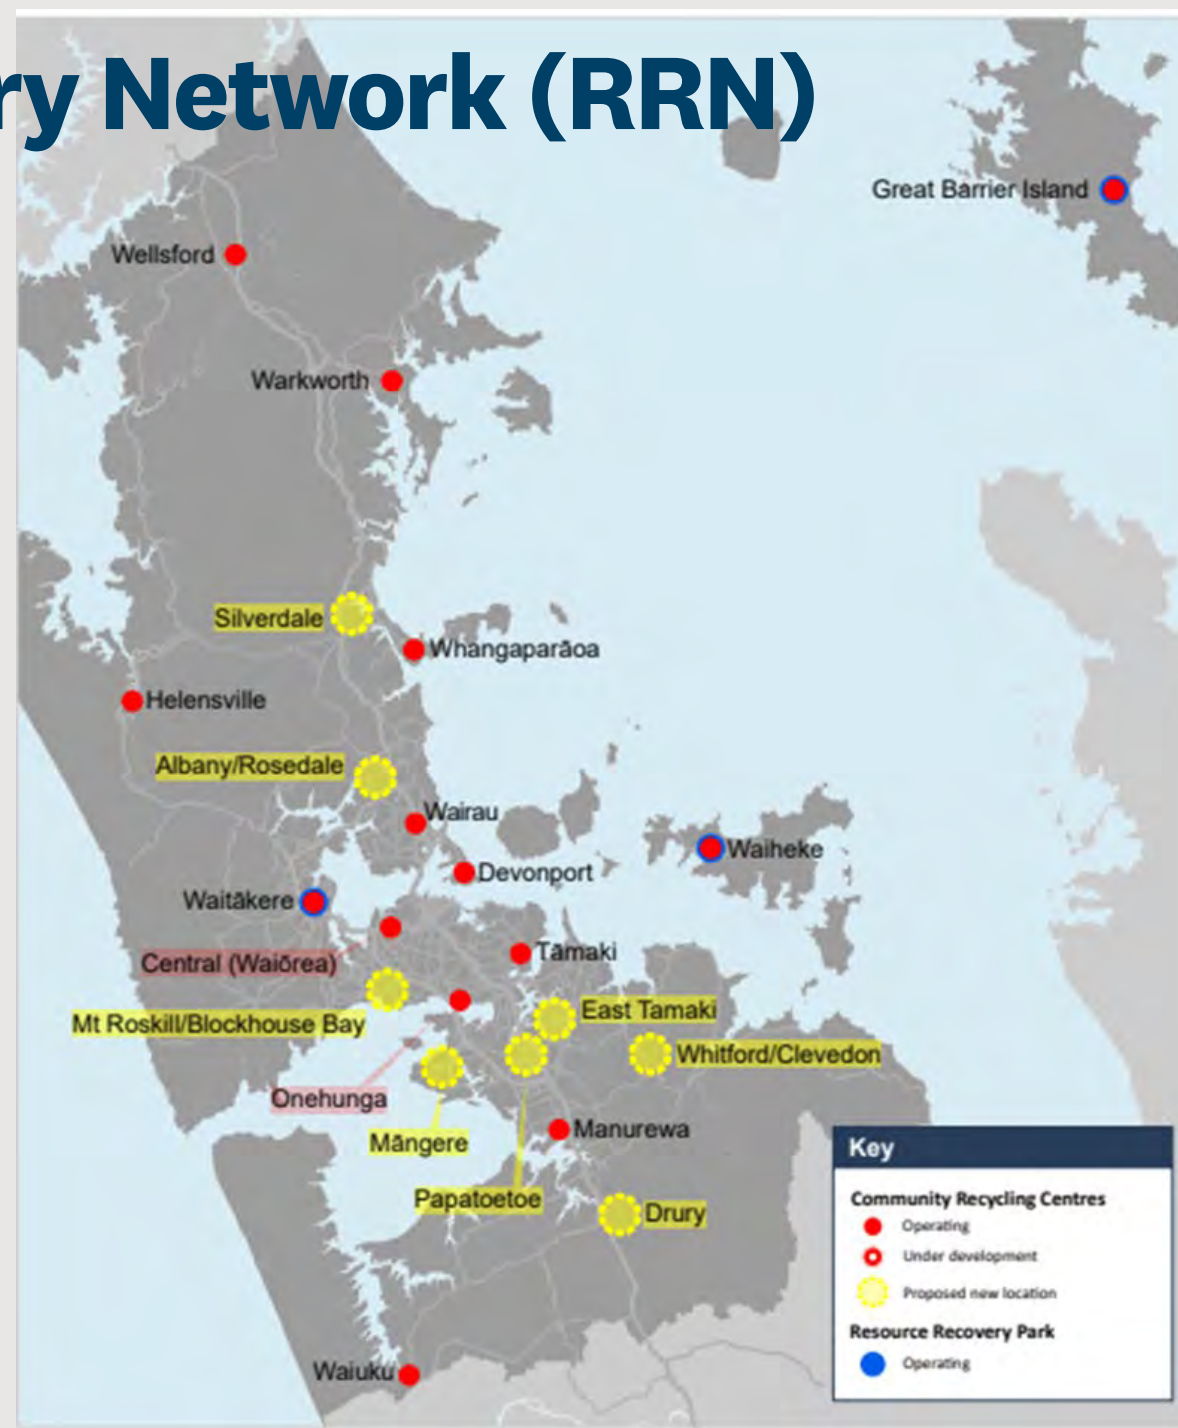 ry Network (RRN)
Great Barrier Island
Wellsford
Warkworth
Silverdale
Whangaparāoa
Helensville
Albany/Rosedale
Wairau
Waiheke
Devonport
Waitākere
Tāmaki
Central (Waiōrea)
East Tamaki
Mt Roskill/Blockhouse Bay
Whitford/Clevedon
Onehunga
Manurewa
Māngere
Papatoetoe
Drury
Waiuku
Key
Community Recycling Centres
Operating
Under development
Proposed new location
Resource Recovery Park
Operating